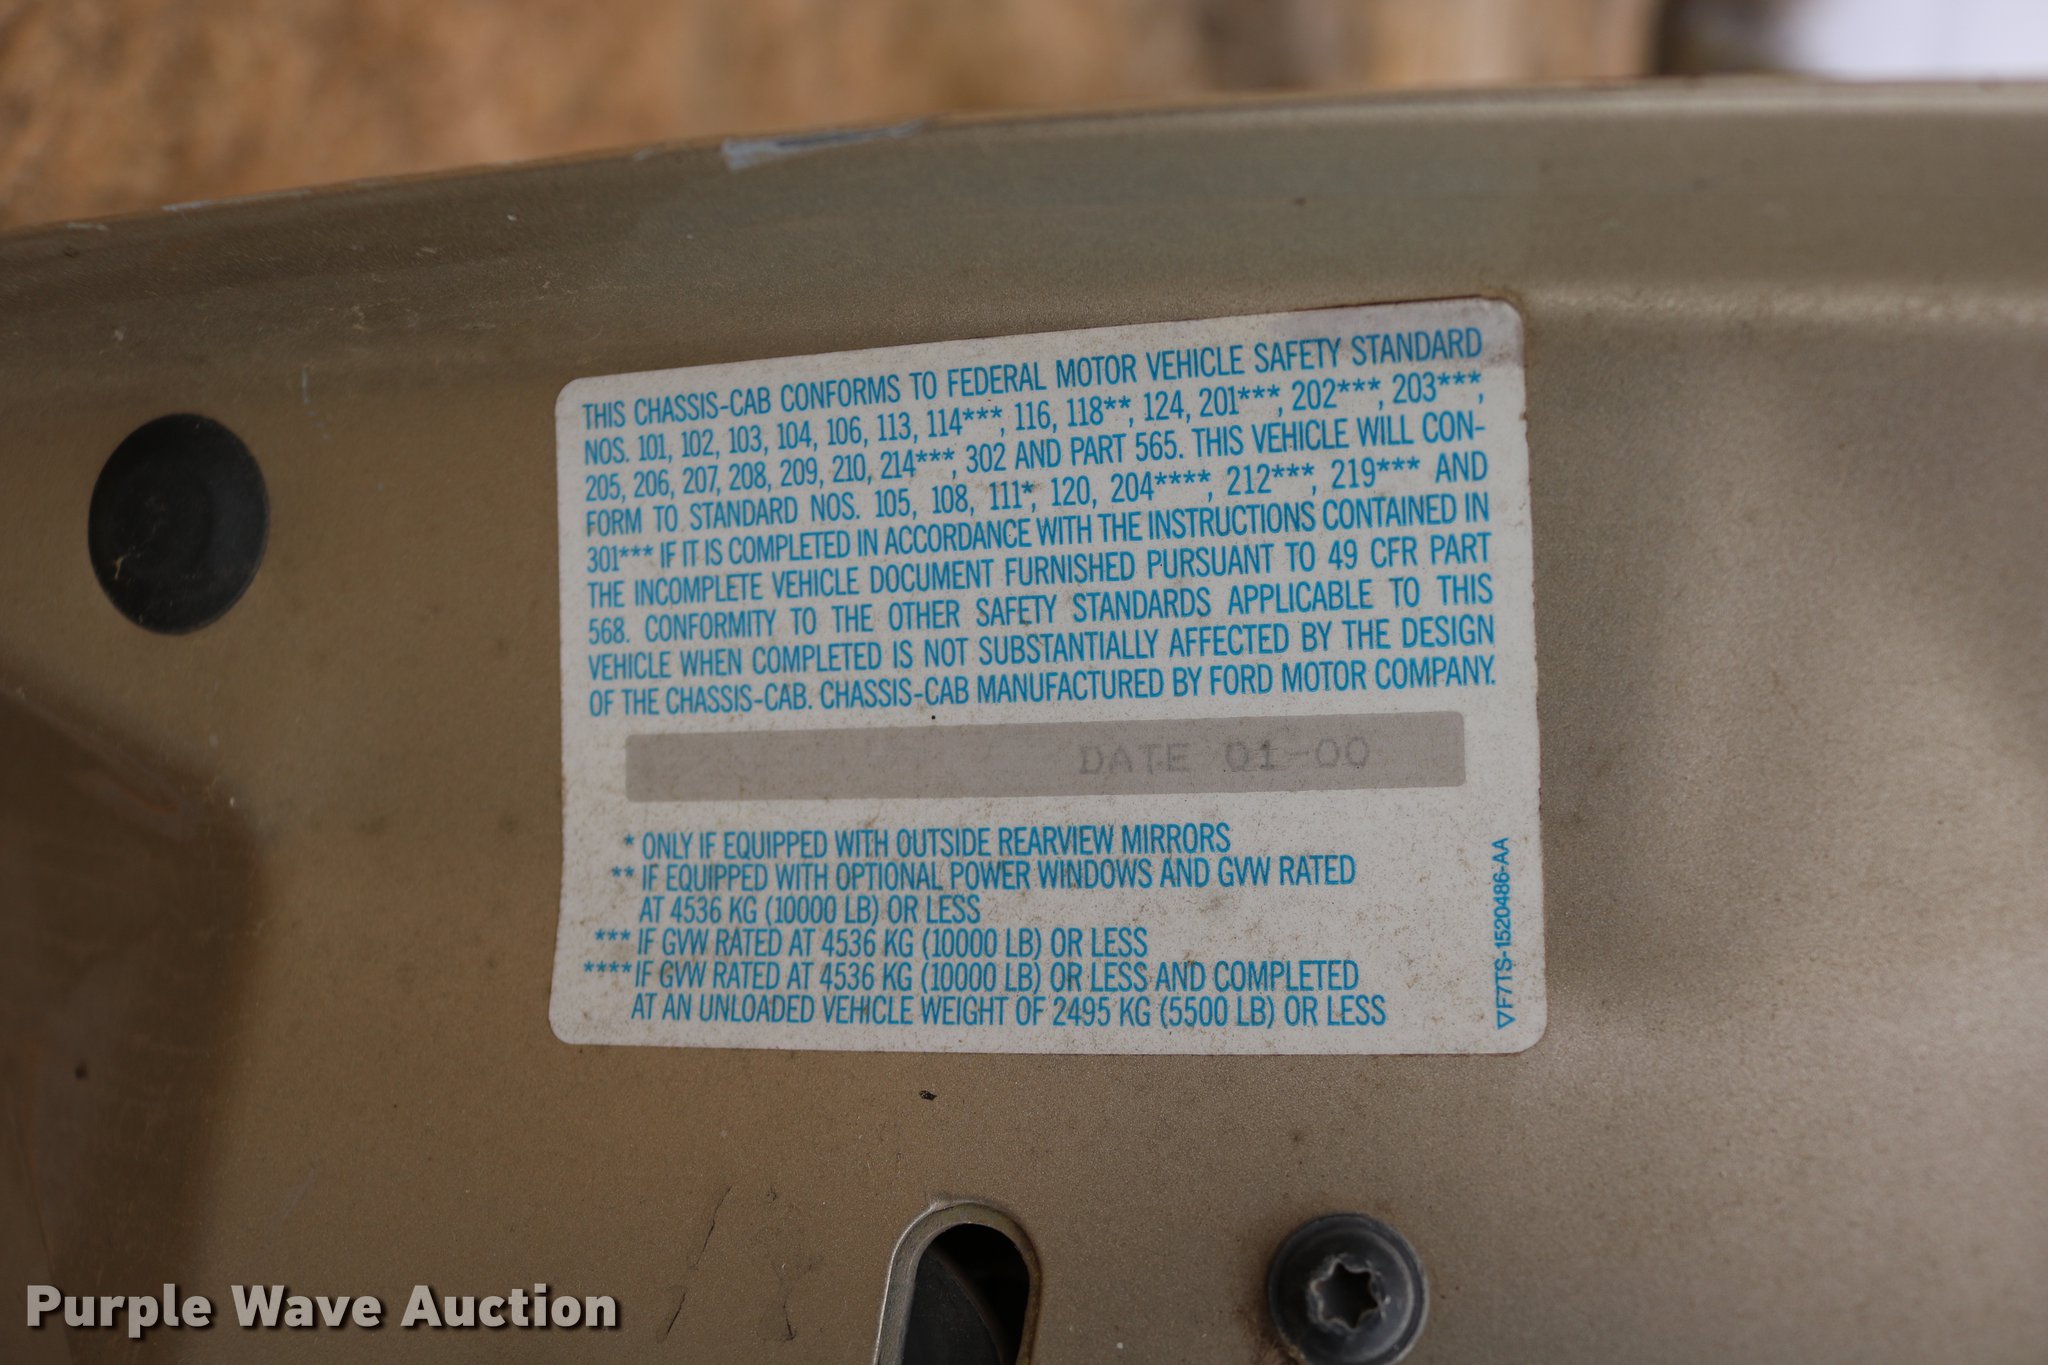 THIS CHASSIS-CAB CONFORMS TO FEDERAL MOTOR VEHICLE SAFETY STANDARD
NOS. 101, 102, 103, 104, 106, 113, 114***, 116, 118**, 124, 201***, 202***, 203***,
205, 206, 207, 208, 209, 210, 214***, 302 AND PART 565. THIS VEHICLE WILL CON-
FORM TO STANDARD NOS. 105, 108, 111*, 120, 204****, 212***, 219*** AND
301*** IF IT IS COMPLETED IN ACCORDANCE WITH THE INSTRUCTIONS CONTAINED IN
THE INCOMPLETE VEHICLE DOCUMENT FURNISHED PURSUANT TO 49 CFR PART
568. CONFORMITY TO THE OTHER SAFETY STANDARDS APPLICABLE TO THIS
VEHICLE WHEN COMPLETED IS NOT SUBSTANTIALLY AFFECTED BY THE DESIGN
OF THE CHASSIS-CAB. CHASSIS-CAB MANUFACTURED BY FORD MOTOR COMPANY.
DATE 01-00
* ONLY IF EQUIPPED WITH OUTSIDE REARVIEW MIRRORS
** IF EQUIPPED WITH OPTIONAL POWER WINDOWS AND GVW RATED
AT 4536 KG (10000 LB) OR LESS
*** IF GVW RATED AT 4536 KG (10000 LB) OR LESS
**** IF GVW RATED AT 4536 KG (10000 LB) OR LESS AND COMPLETED
AT AN UNLOADED VEHICLE WEIGHT OF 2495 KG (5500 LB) OR LESS
▽F7TS-1520486-AA
Purple Wave Auction